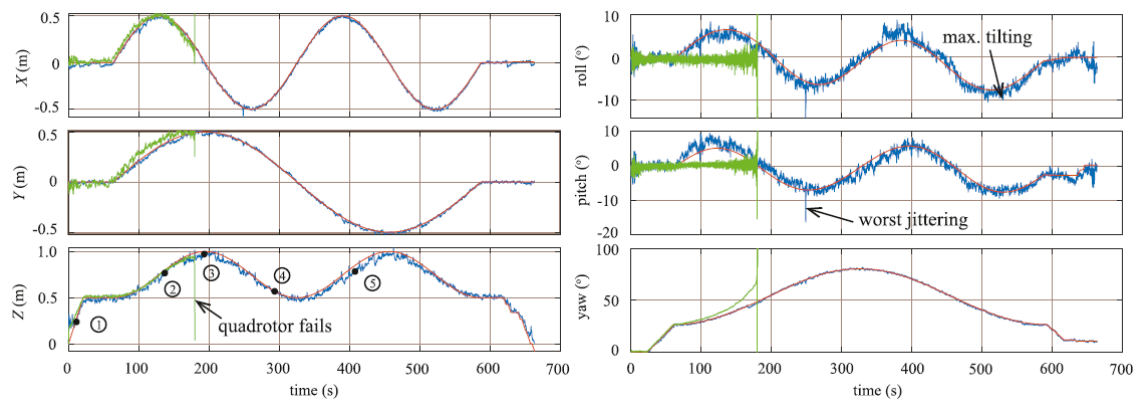 0.5
X (m)
0
-0.5
0.5
Y (m)
0
-0.5
1.0
Z (m)
0.5
0
① ② ③ ④ ⑤
quadrotor fails
0 100 200 300 400 500 600 700
time (s)
10
roll (°)
0
-10
max. tilting
10
pitch (°)
0
-10
-20
worst jittering
100
yaw (°)
50
0
0 100 200 300 400 500 600 700
time (s)